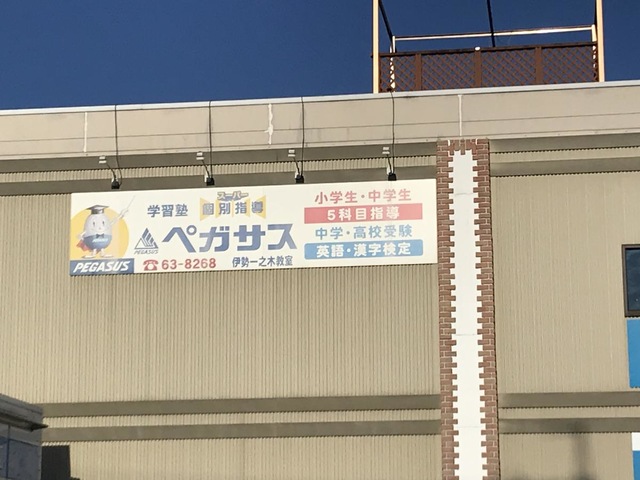 学習塾
スーパー
個別指導
ペガサス
PEGASUS
PEGASUS
☎63-8268 伊勢一之木教室
小学生・中学生
5科目指導
中学・高校受験
英語・漢字検定